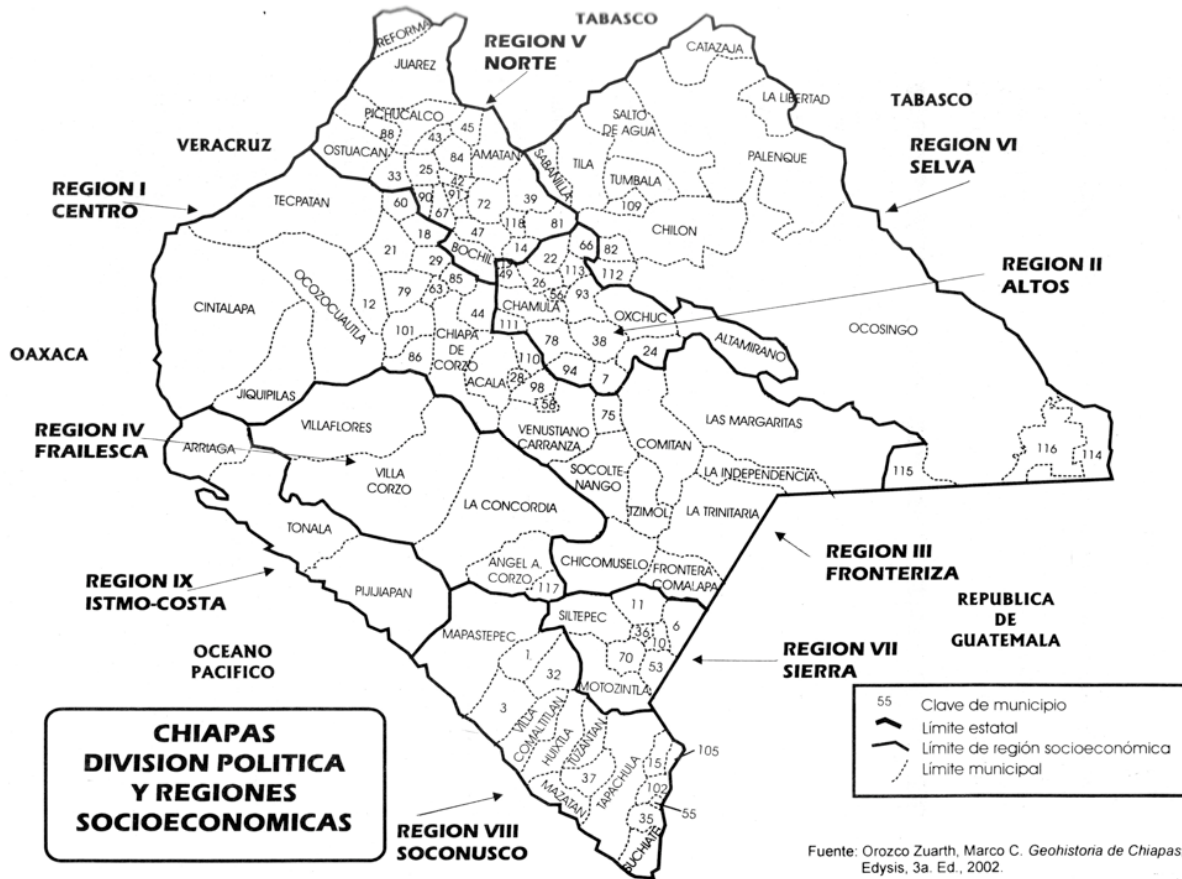 TABASCO
REGION V
NORTE
REFORMA
JUAREZ
CATAZAJA
LA LIBERTAD
TABASCO
PICHUCALCO
45
88
43
SALTO
DE AGUA
VERACRUZ
OSTUACAN
84
AMATAN
SABANILLA
TILA
PALENQUE
REGION VI
SELVA
33
25
42
TUMBALA
REGION I
CENTRO
TECPATAN
60
90
91
67
72
39
109
18
47
118
81
CHILON
21
29
BOCHIL
14
22
66
82
REGION II
ALTOS
OCOZOCUAUTLA
85
49
26
113
112
CINTALAPA
12
79
63
56
93
44
CHAMULA
OXCHUC
OCOSINGO
101
CHIAPA
DE
CORZO
111
78
38
ALTAMIRANO
OAXACA
86
110
24
ACALA
28
98
94
7
JIQUIPILAS
58
REGION IV
FRAILESCA
VILLAFLORES
75
LAS MARGARITAS
ARRIAGA
VENUSTIANO
CARRANZA
COMITAN
116
114
VILLA
CORZO
SOCOLTE
NANGO
LA INDEPENDENCIA
115
LA CONCORDIA
TZIMOL
LA TRINITARIA
TONALA
REGION III
FRONTERIZA
ANGEL A.
CORZO
117
CHICOMUSELO
FRONTERA
COMALAPA
REGION IX
ISTMO-COSTA
PIJIJIAPAN
SILTEPEC
11
6
REPUBLICA
DE
GUATEMALA
MAPASTEPEC
36
10
OCEANO
PACIFICO
1
70
53
REGION VII
SIERRA
32
MOTOZINTLA
3
VILLA
COMALTITLAN
HUIXTLA
TUZANTAN
37
MAZATAN
TAPACHULA
15
105
102
55
35
SUCHIATE
REGION VIII
SOCONUSCO
CHIAPAS
DIVISION POLITICA
Y REGIONES
SOCIOECONOMICAS
55 Clave de municipio
Límite estatal
Límite de región socioeconómica
Límite municipal
Fuente: Orozco Zuarth, Marco C. Geohistoria de Chiapas,
Edysis, 3a. Ed., 2002.